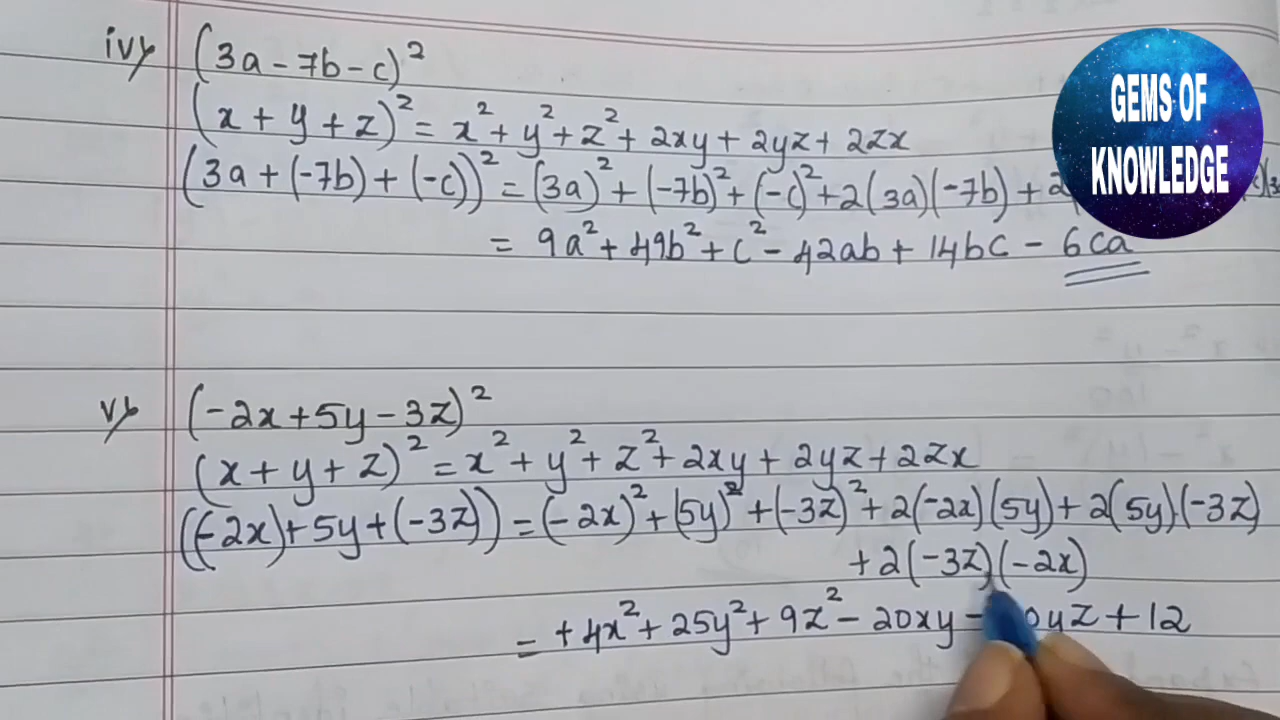 iv) (3a - 7b - c)²
(x + y + z)² = x² + y² + z² + 2xy + 2yz + 2zx
(3a + (-7b) + (-c))² = (3a)² + (-7b)² + (-c)² + 2(3a)(-7b) + 2(
= 9a² + 49b² + c² - 42ab + 14bc - 6ca
GEMS OF
KNOWLEDGE
v) (-2x + 5y - 3z)²
(x + y + z)² = x² + y² + z² + 2xy + 2yz + 2zx
((-2x) + 5y + (-3z)) = (-2x)² + (5y)² + (-3z)² + 2(-2x)(5y) + 2(5y)(-3z)
+ 2(-3z)(-2x)
= +4x² + 25y² + 9z² - 20xy - 0yz + 12